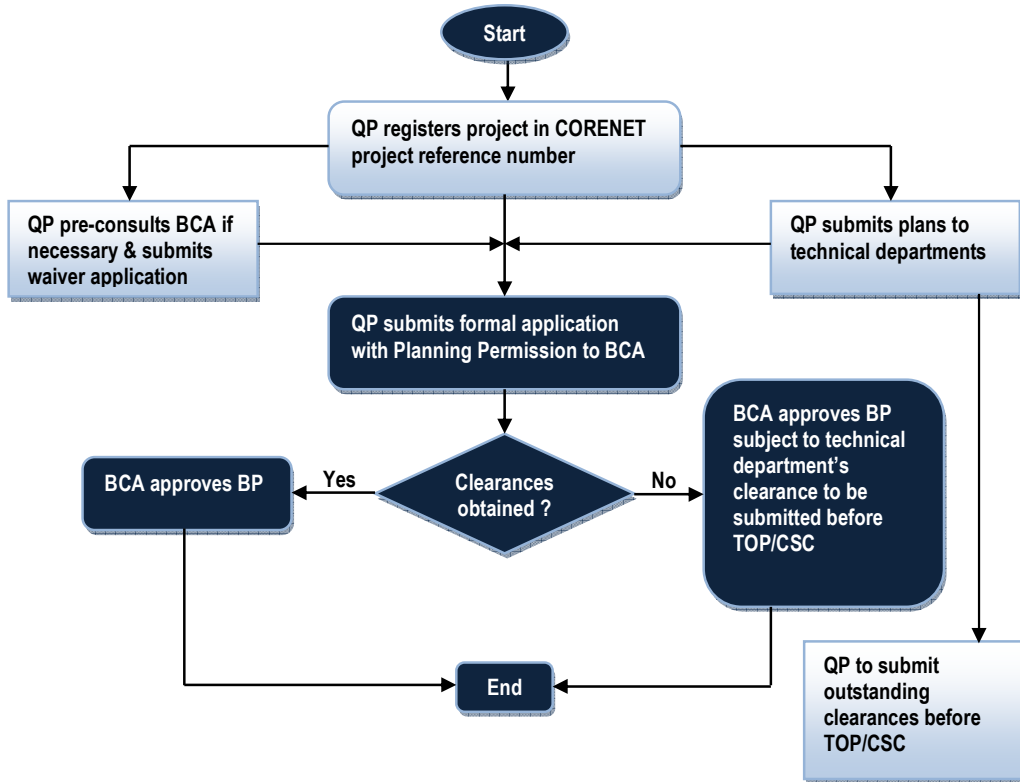 Start
QP registers project in CORENET
project reference number
QP pre-consults BCA if
necessary & submits
waiver application
QP submits plans to
technical departments
QP submits formal application
with Planning Permission to BCA
Clearances
obtained ?
Yes
No
BCA approves BP
BCA approves BP
subject to technical
department's
clearance to be
submitted before
TOP/CSC
End
QP to submit
outstanding
clearances before
TOP/CSC